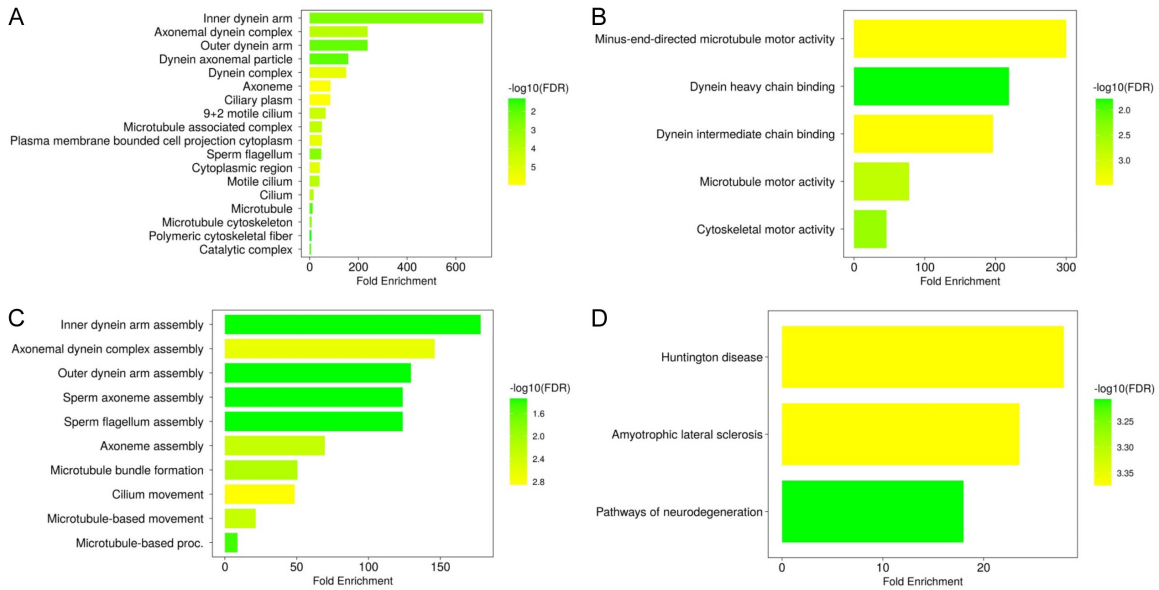 A
Inner dynein arm
Axonemal dynein complex
Outer dynein arm
Dynein axonemal particle
Dynein complex
Axoneme
Ciliary plasm
9+2 motile cilium
Microtubule associated complex
Plasma membrane bounded cell projection cytoplasm
Sperm flagellum
Cytoplasmic region
Motile cilium
Cilium
Microtubule
Microtubule cytoskeleton
Polymeric cytoskeletal fiber
Catalytic complex
0 200 400 600
Fold Enrichment
-log10(FDR)
2
3
4
5
B
Minus-end-directed microtubule motor activity
Dynein heavy chain binding
Dynein intermediate chain binding
Microtubule motor activity
Cytoskeletal motor activity
0 100 200 300
Fold Enrichment
-log10(FDR)
2.0
2.5
3.0
C
Inner dynein arm assembly
Axonemal dynein complex assembly
Outer dynein arm assembly
Sperm axoneme assembly
Sperm flagellum assembly
Axoneme assembly
Microtubule bundle formation
Cilium movement
Microtubule-based movement
Microtubule-based proc.
0 50 100 150
Fold Enrichment
-log10(FDR)
1.6
2.0
2.4
2.8
D
Huntington disease
Amyotrophic lateral sclerosis
Pathways of neurodegeneration
0 10 20
Fold Enrichment
-log10(FDR)
3.25
3.30
3.35